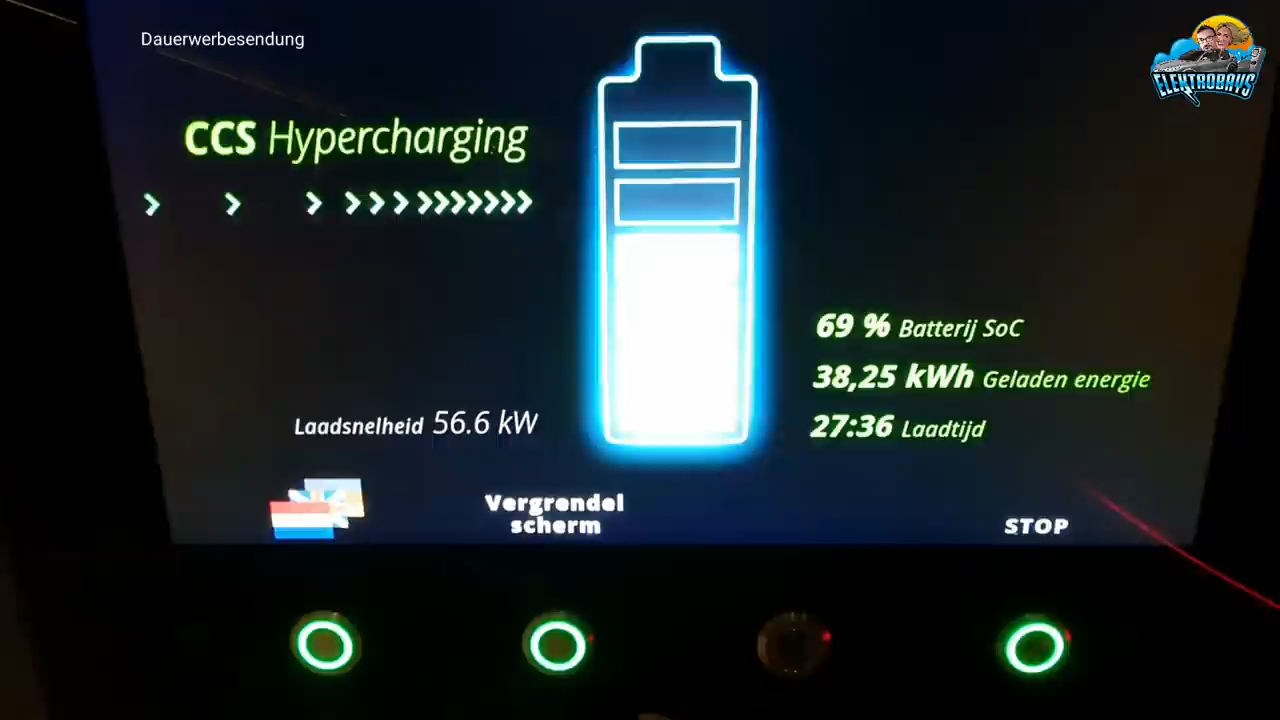 Dauerwerbesendung
ELEKTROBAYS
CCS Hypercharging
69 % Batterij SoC
38,25 kWh Geladen energie
27:36 Laadtijd
Laadsnelheid 56.6 kW
Vergrendel
scherm
STOP